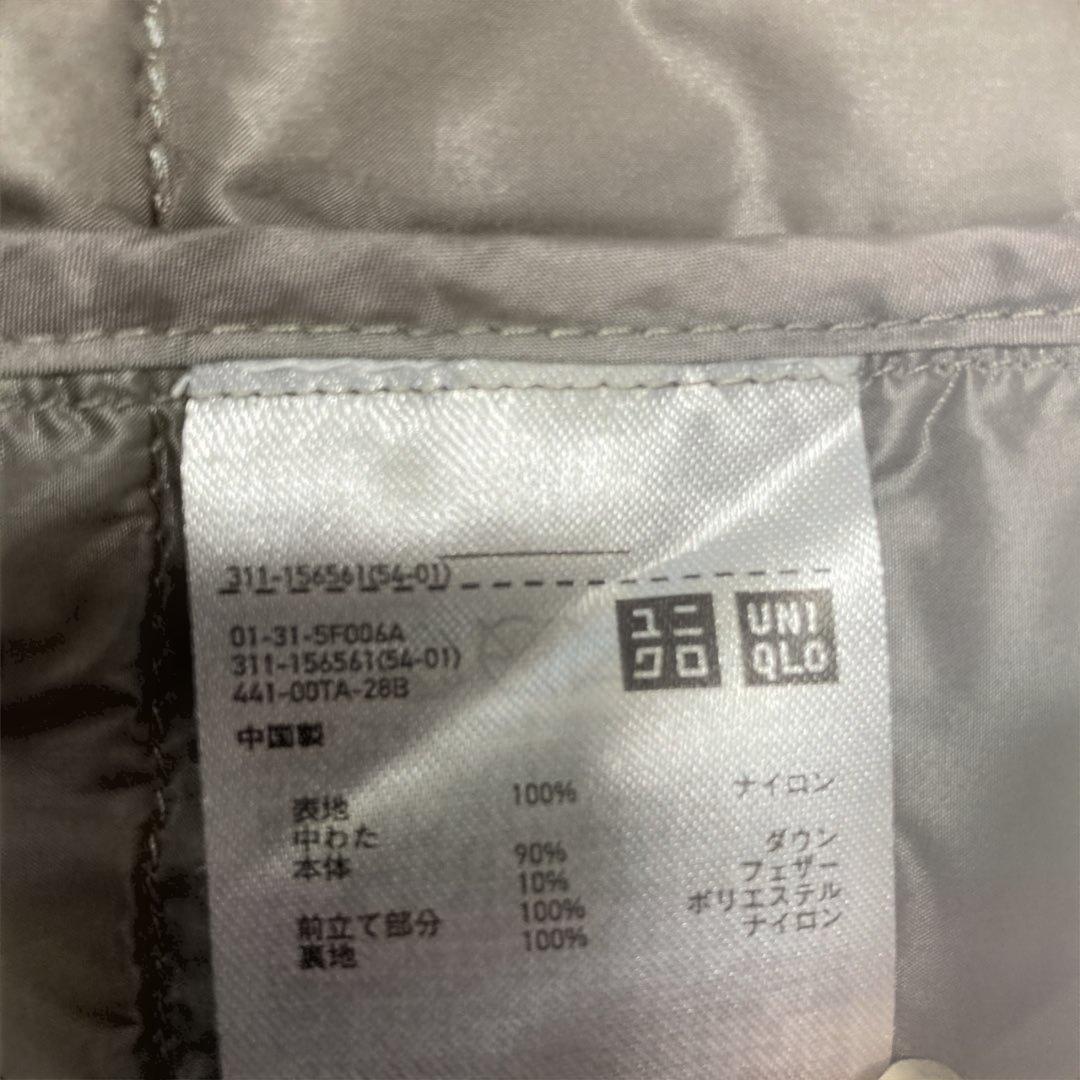 311-156561(54-01)
ユニクロ
UNIQLO
01-31-5F006A
311-156561(54-01)
441-00TA-28B
中国製
表地 100% ナイロン
中わた
本体 90% ダウン
10% フェザー
前立て部分 100% ポリエステル
裏地 100% ナイロン